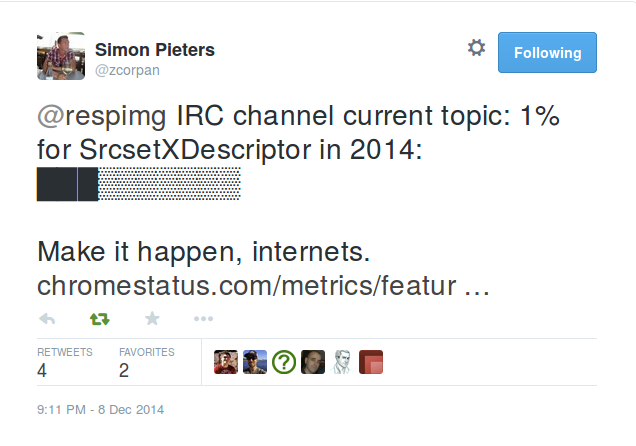 Simon Pieters
@zcorpan
Following
@respimg IRC channel current topic: 1%
for SrcsetXDescriptor in 2014:
███▒▒▒▒▒▒▒
Make it happen, internets.
chromestatus.com/metrics/featur …
RETWEETS FAVORITES
4 2
9:11 PM - 8 Dec 2014